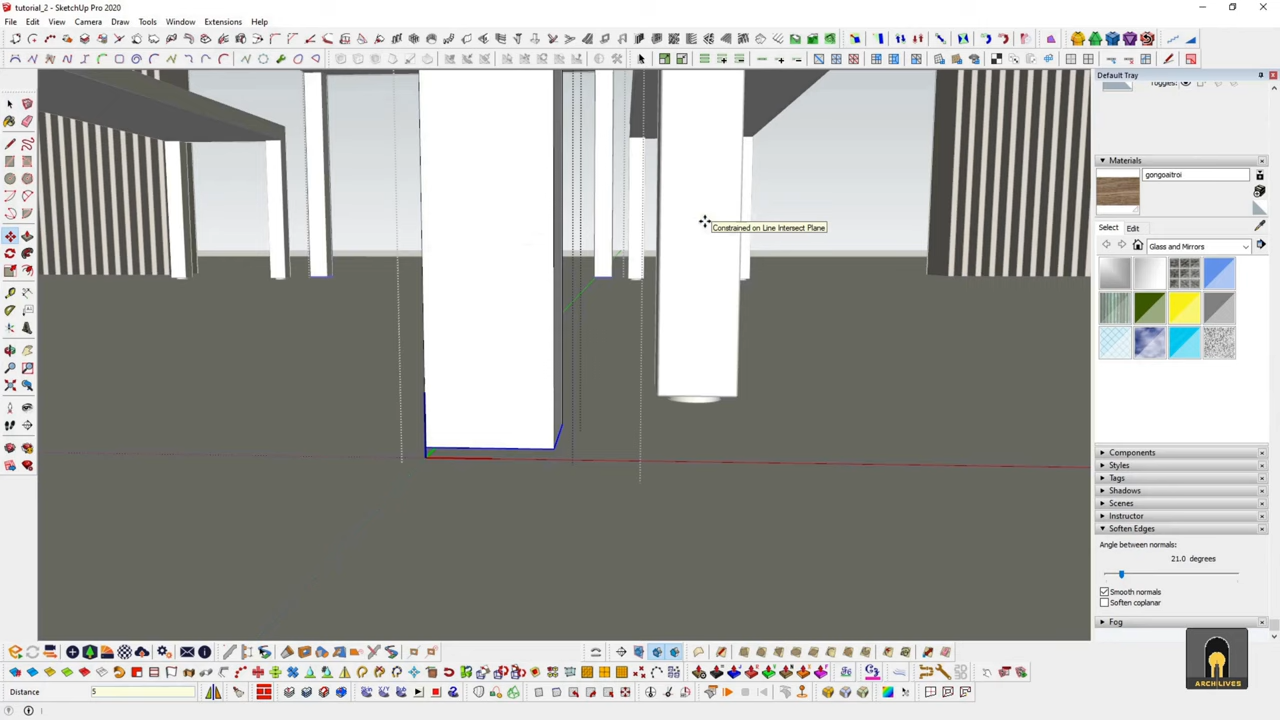 tutorial_2 - SketchUp Pro 2020
File Edit View Camera Draw Tools Window Extensions Help
Default Tray
Materials
gongoaitroi
Select Edit
Glass and Mirrors
Constrained on Line Intersect Plane
Components
Styles
Tags
Shadows
Scenes
Instructor
Soften Edges
Angle between normals:
21.0 degrees
Smooth normals
Soften coplanar
Fog
ARCHLIVES
Distance 5